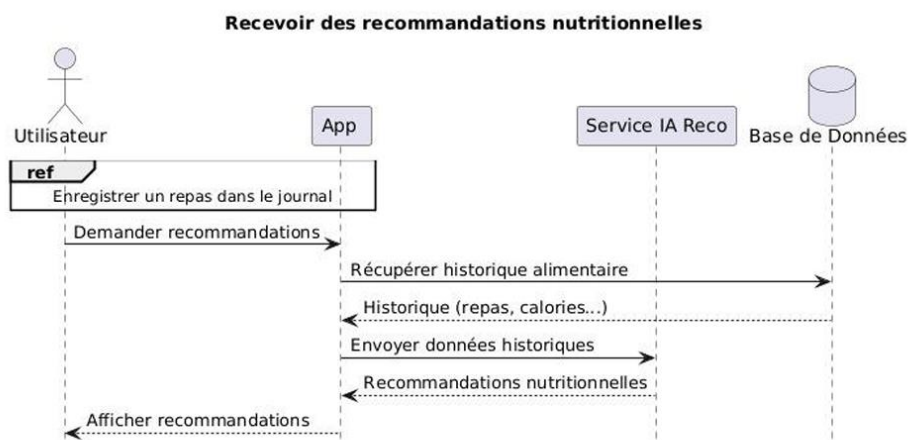 Recevoir des recommandations nutritionnelles
Utilisateur
App
Service IA Reco
Base de Données
ref
Enregistrer un repas dans le journal
Demander recommandations
Récupérer historique alimentaire
Historique (repas, calories...)
Envoyer données historiques
Recommandations nutritionnelles
Afficher recommandations